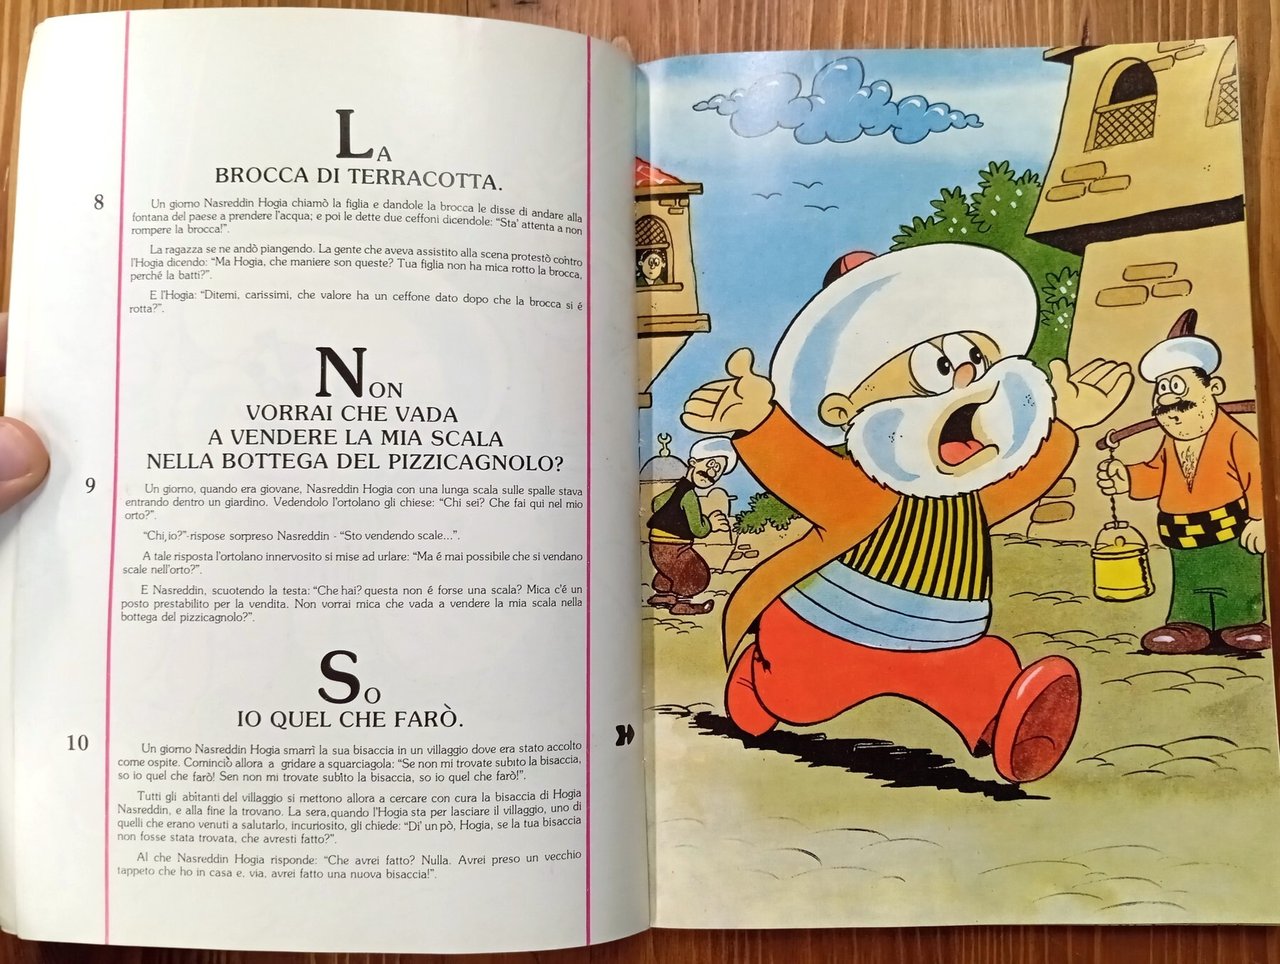 LA
BROCCA DI TERRACOTTA.
8
Un giorno Nasreddin Hogia chiamò la figlia e dandole la brocca le disse di andare alla
fontana del paese a prendere l'acqua; e poi le dette due ceffoni dicendole: "Sta' attenta a non
rompere la brocca!".
La ragazza se ne andò piangendo. La gente che aveva assistito alla scena protestò contro
l'Hogia dicendo: "Ma Hogia, che maniere son queste? Tua figlia non ha mica rotto la brocca,
perché la batti?".
E l'Hogia: "Ditemi, carissimi, che valore ha un ceffone dato dopo che la brocca si é
rotta?".
NON
VORRAI CHE VADA
A VENDERE LA MIA SCALA
NELLA BOTTEGA DEL PIZZICAGNOLO?
9
Un giorno, quando era giovane, Nasreddin Hogia con una lunga scala sulle spalle stava
entrando dentro un giardino. Vedendolo l'ortolano gli chiese: "Chi sei? Che fai qui nel mio
orto?".
"Chi, io?"-rispose sorpreso Nasreddin - "Sto vendendo scale...".
A tale risposta l'ortolano innervosito si mise ad urlare: "Ma é mai possibile che si vendano
scale nell'orto?".
E Nasreddin, scuotendo la testa: "Che hai? questa non é forse una scala? Mica c'é un
posto prestabilito per la vendita. Non vorrai mica che vada a vendere la mia scala nella
bottega del pizzicagnolo?".
SO
IO QUEL CHE FARÒ.
10
Un giorno Nasreddin Hogia smarrì la sua bisaccia in un villaggio dove era stato accolto
come ospite. Cominciò allora a gridare a squarciagola: "Se non mi trovate subito la bisaccia,
so io quel che farò! Sen non mi trovate subìto la bisaccia, so io quel che farò!".
Tutti gli abitanti del villaggio si mettono allora a cercare con cura la bisaccia di Hogia
Nasreddin, e alla fine la trovano. La sera, quando l'Hogia sta per lasciare il villaggio, uno di
quelli che erano venuti a salutarlo, incuriosito, gli chiede: "Di' un pò, Hogia, se la tua bisaccia
non fosse stata trovata, che avresti fatto?".
Al che Nasreddin Hogia risponde: "Che avrei fatto? Nulla. Avrei preso un vecchio
tappeto che ho in casa e, via, avrei fatto una nuova bisaccia!".